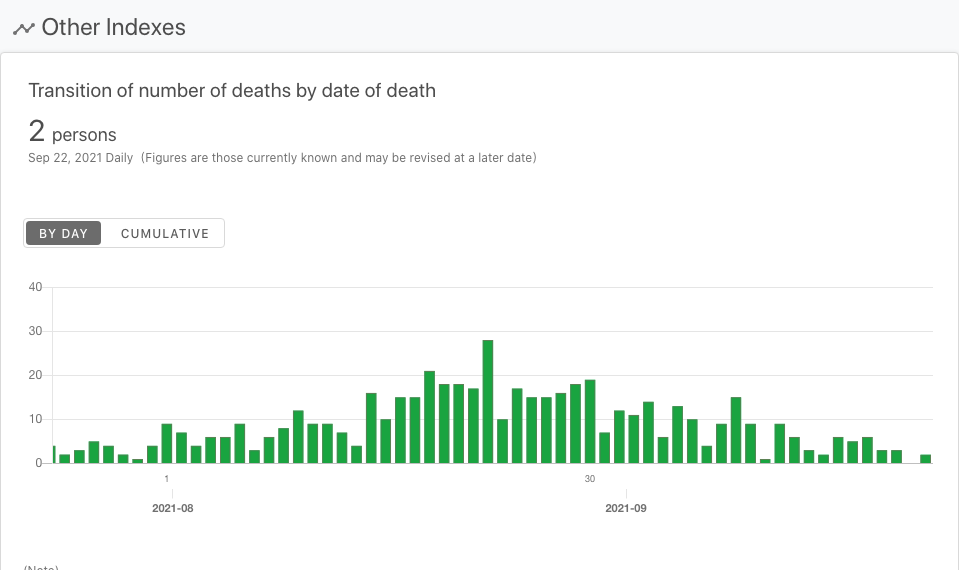 Other Indexes
Transition of number of deaths by date of death
2 persons
Sep 22, 2021 Daily (Figures are those currently known and may be revised at a later date)
BY DAY CUMULATIVE
40
30
20
10
0
1 30
2021-08 2021-09
(Note)